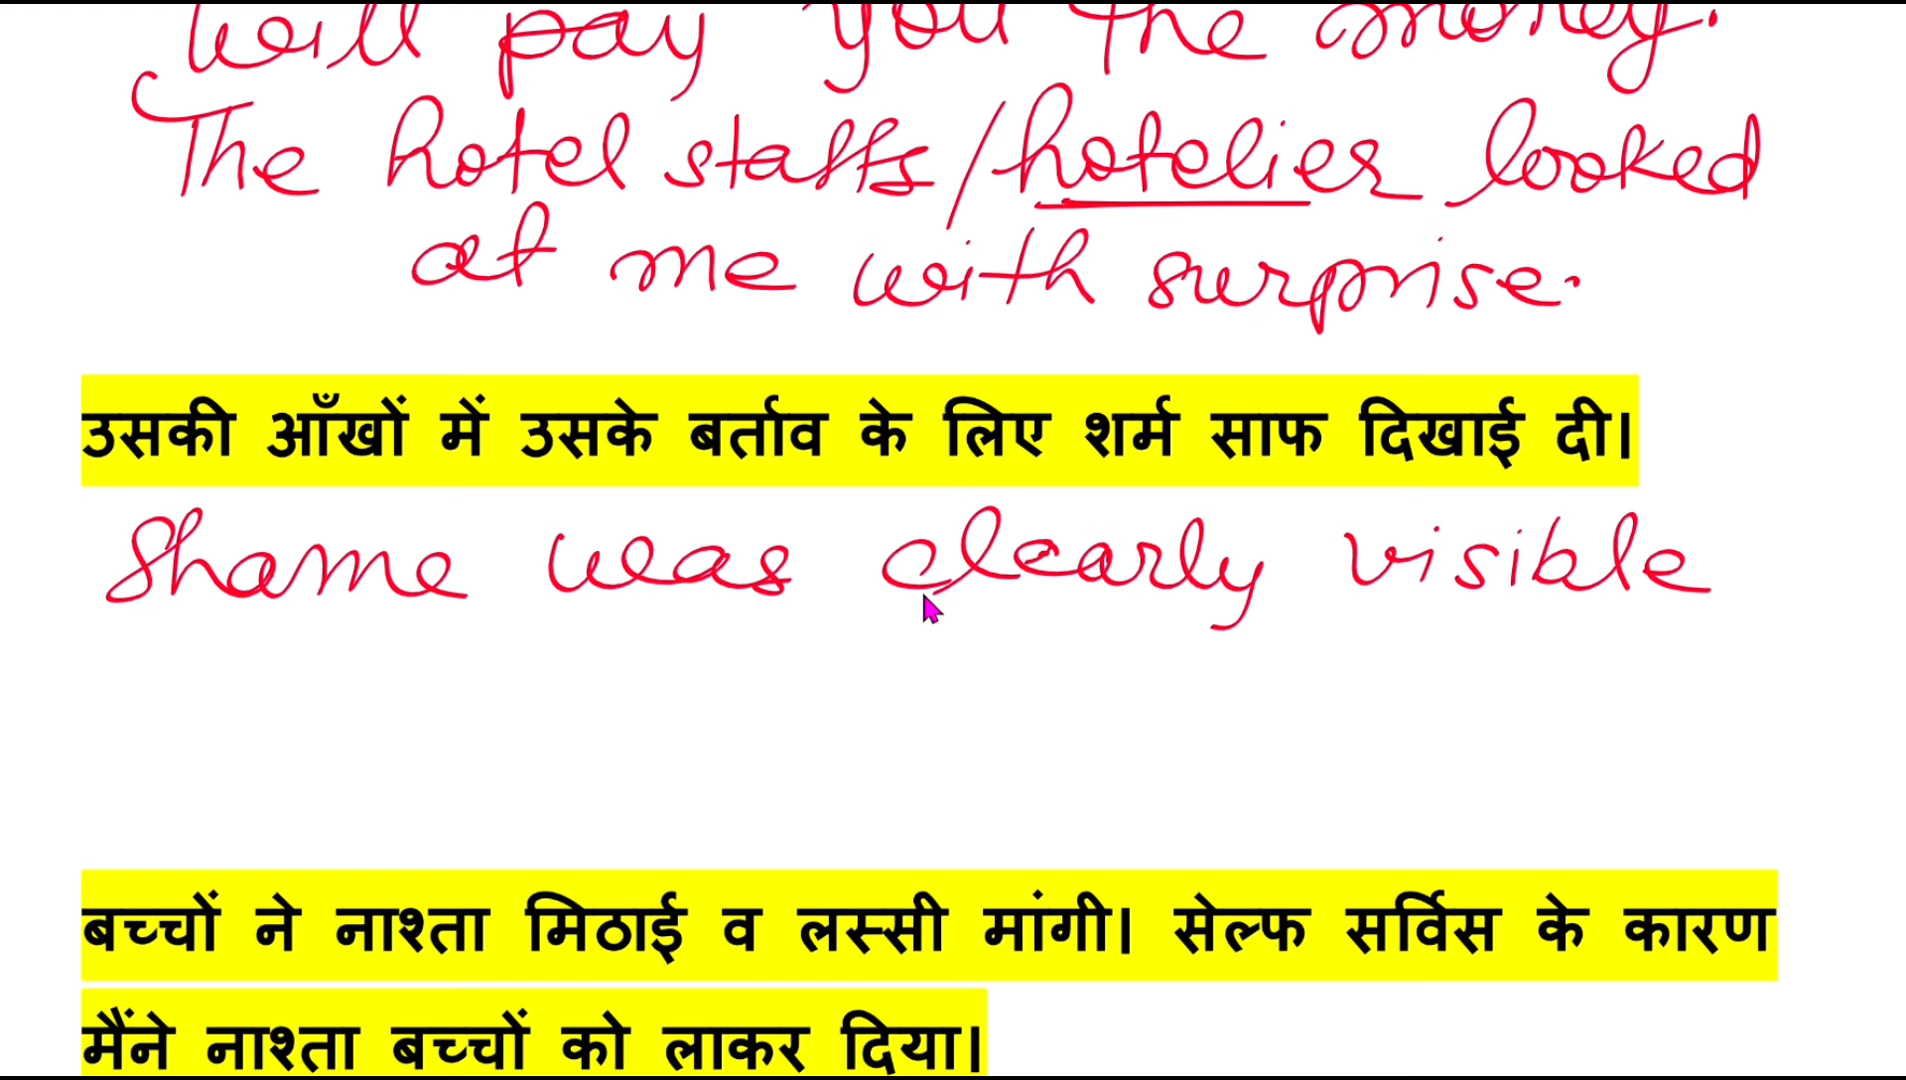 will pay you the money.
The hotel staffs/hotelier looked
at me with surprise.
उसकी आँखों में उसके बर्ताव के लिए शर्म साफ दिखाई दी।
Shame was clearly visible
बच्चों ने नाश्ता मिठाई व लस्सी मांगी। सेल्फ सर्विस के कारण
मैंने नाश्ता बच्चों को लाकर दिया।